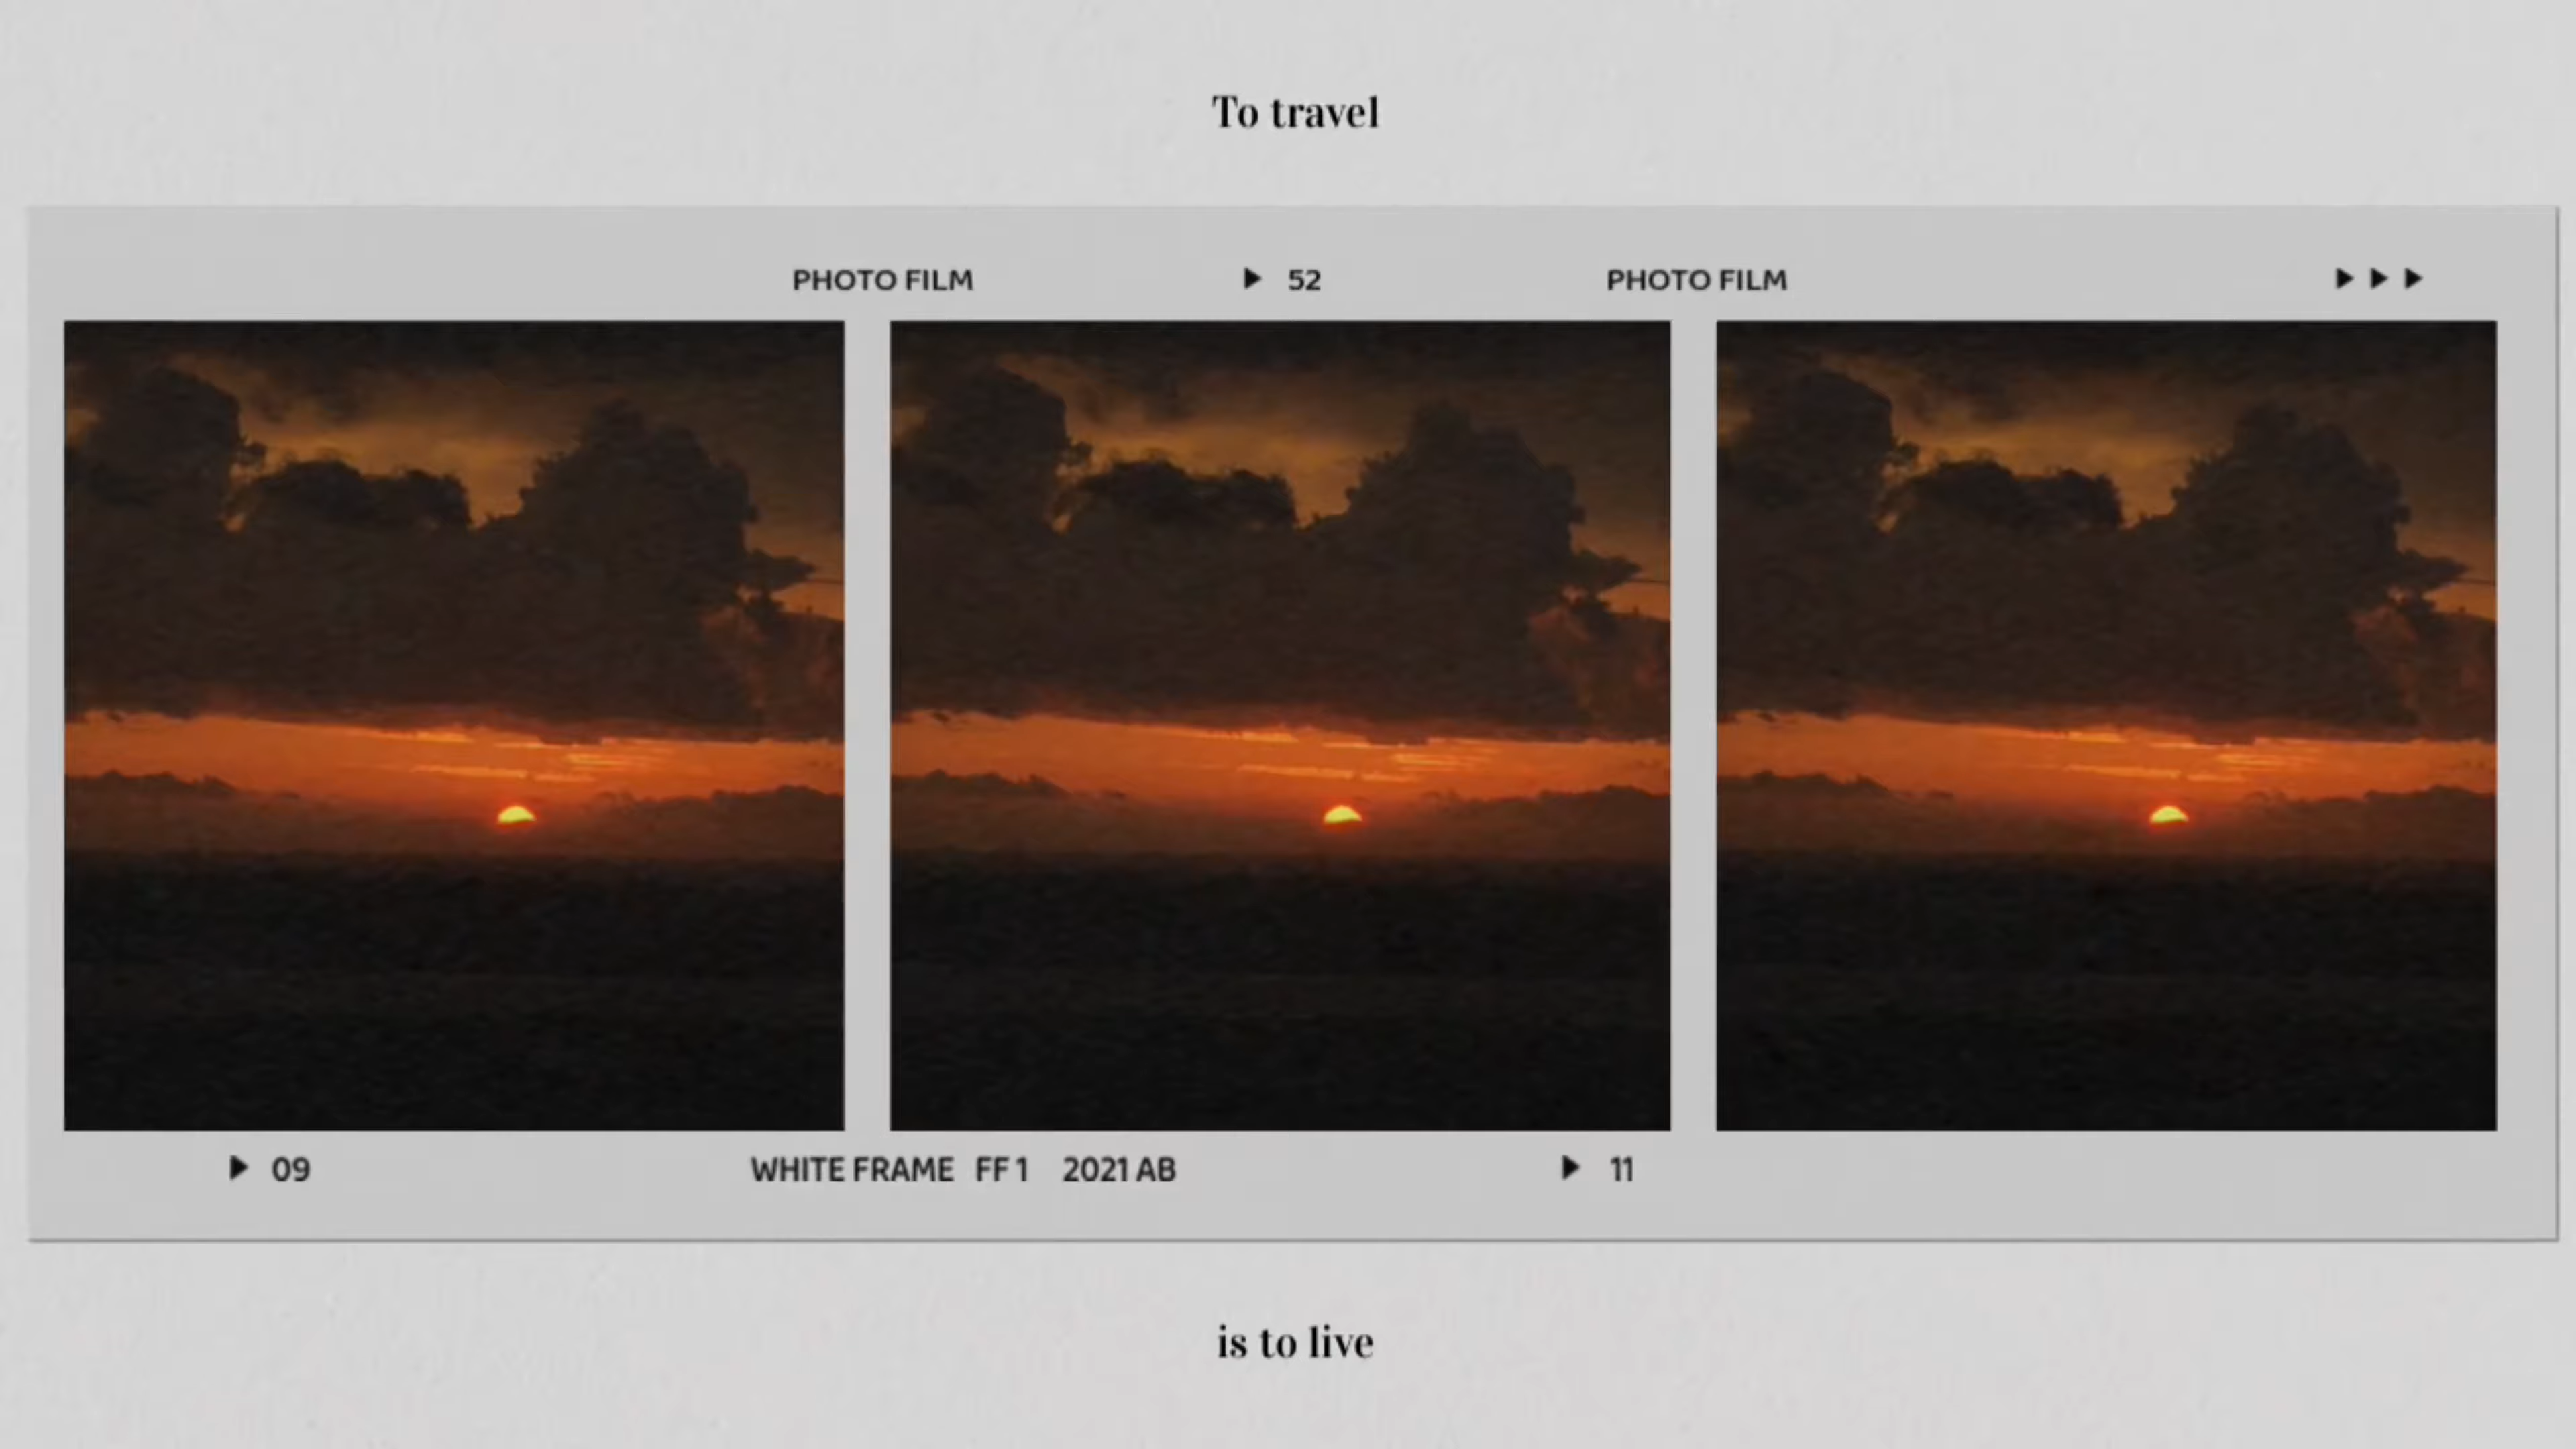 To travel
PHOTO FILM ▶ 52 PHOTO FILM ▶ ▶ ▶
▶ 09 WHITE FRAME FF 1 2021 AB ▶ 11
is to live